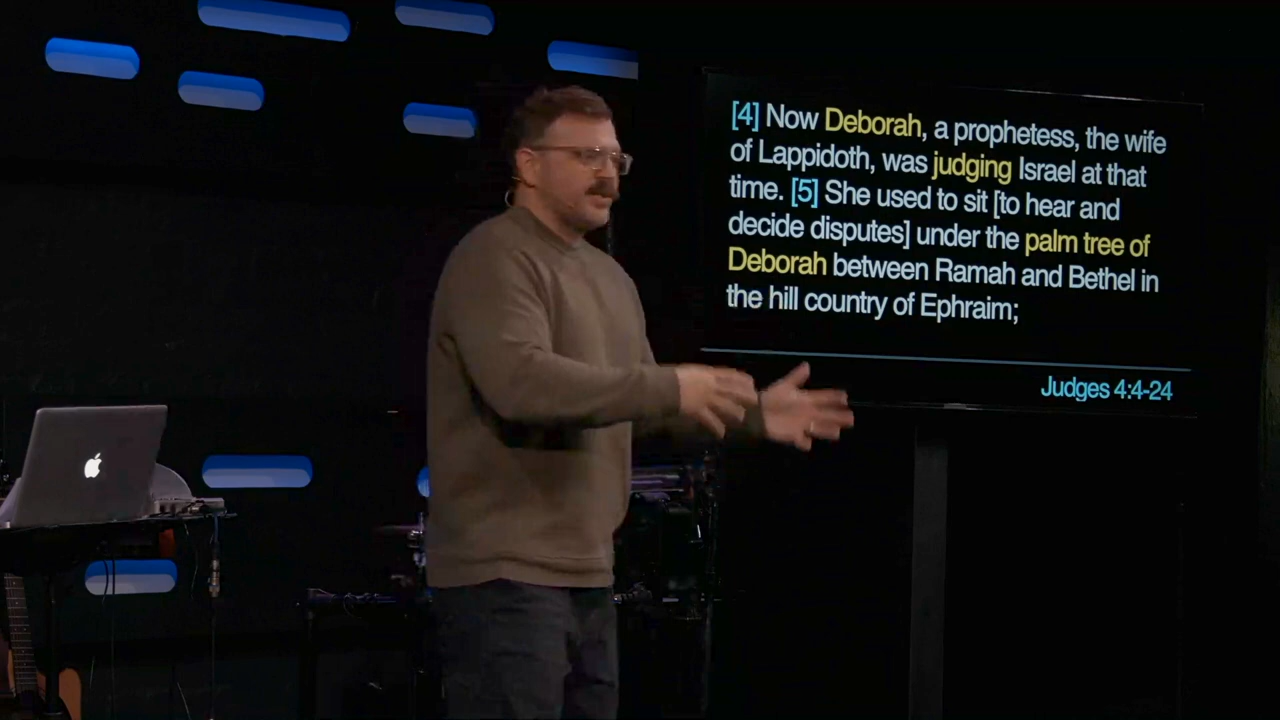 [4] Now Deborah, a prophetess, the wife
of Lappidoth, was judging Israel at that
time. [5] She used to sit [to hear and
decide disputes] under the palm tree of
Deborah between Ramah and Bethel in
the hill country of Ephraim;
Judges 4:4-24